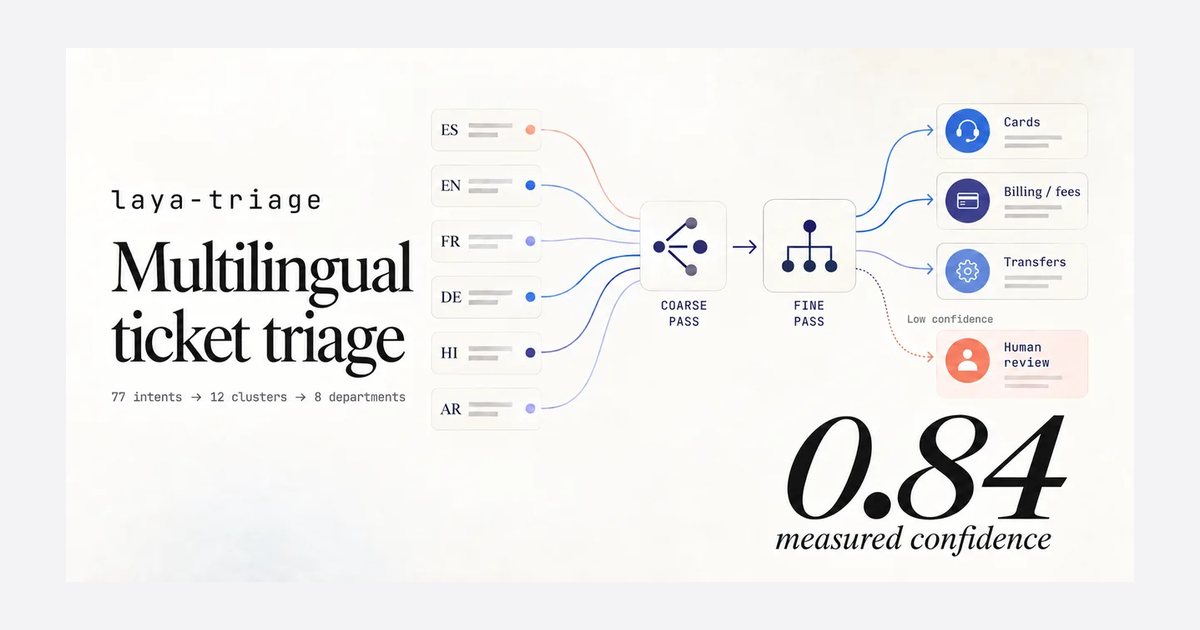 laya-triage
Multilingual
ticket triage
77 intents → 12 clusters → 8 departments
ES
EN
FR
DE
HI
AR
COARSE
PASS
FINE
PASS
Cards
Billing / fees
Transfers
Low confidence
Human
review
0.84
measured confidence